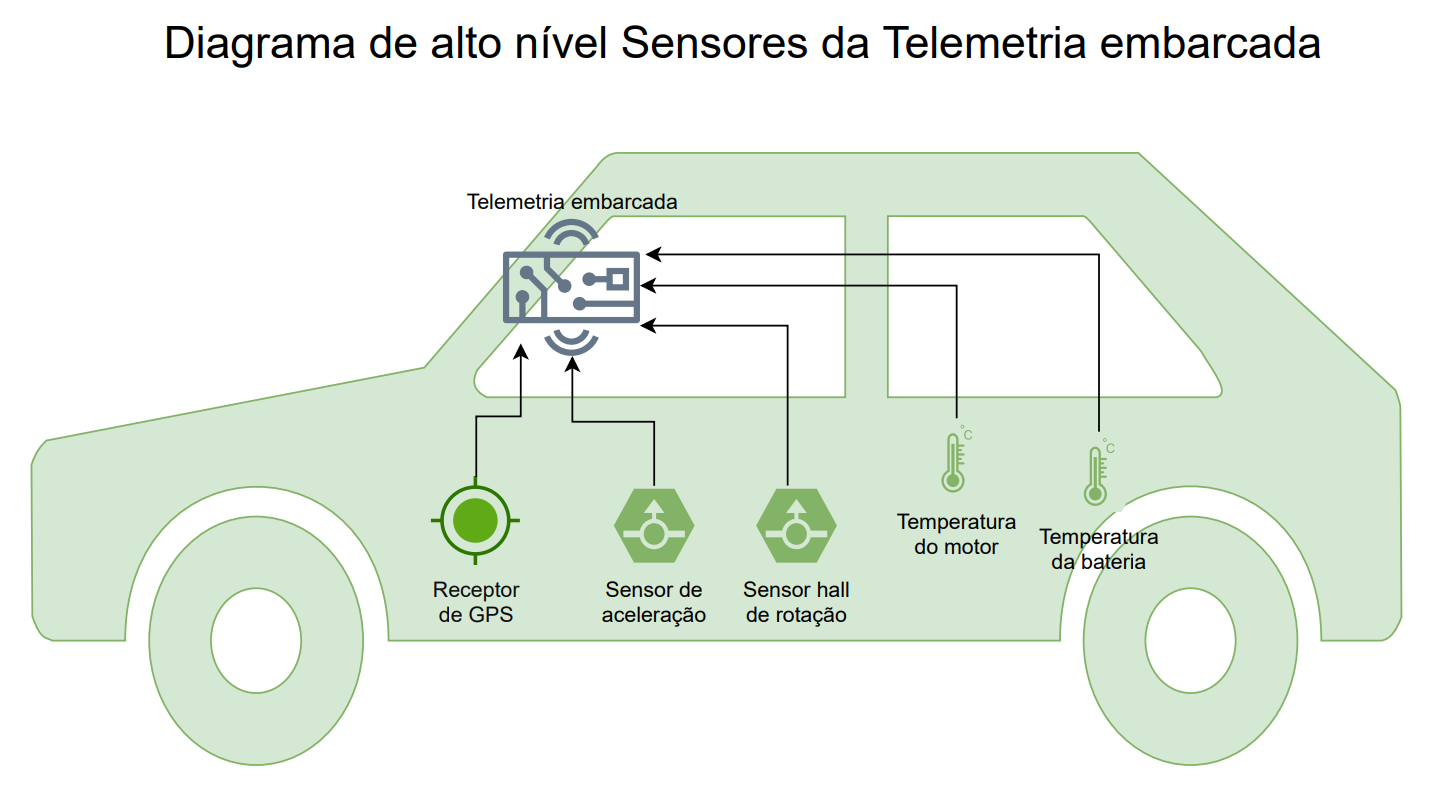 Diagrama de alto nível Sensores da Telemetria embarcada
Telemetria embarcada
°C
°C
Temperatura
do motor
Temperatura
da bateria
Receptor
de GPS
Sensor de
aceleração
Sensor hall
de rotação